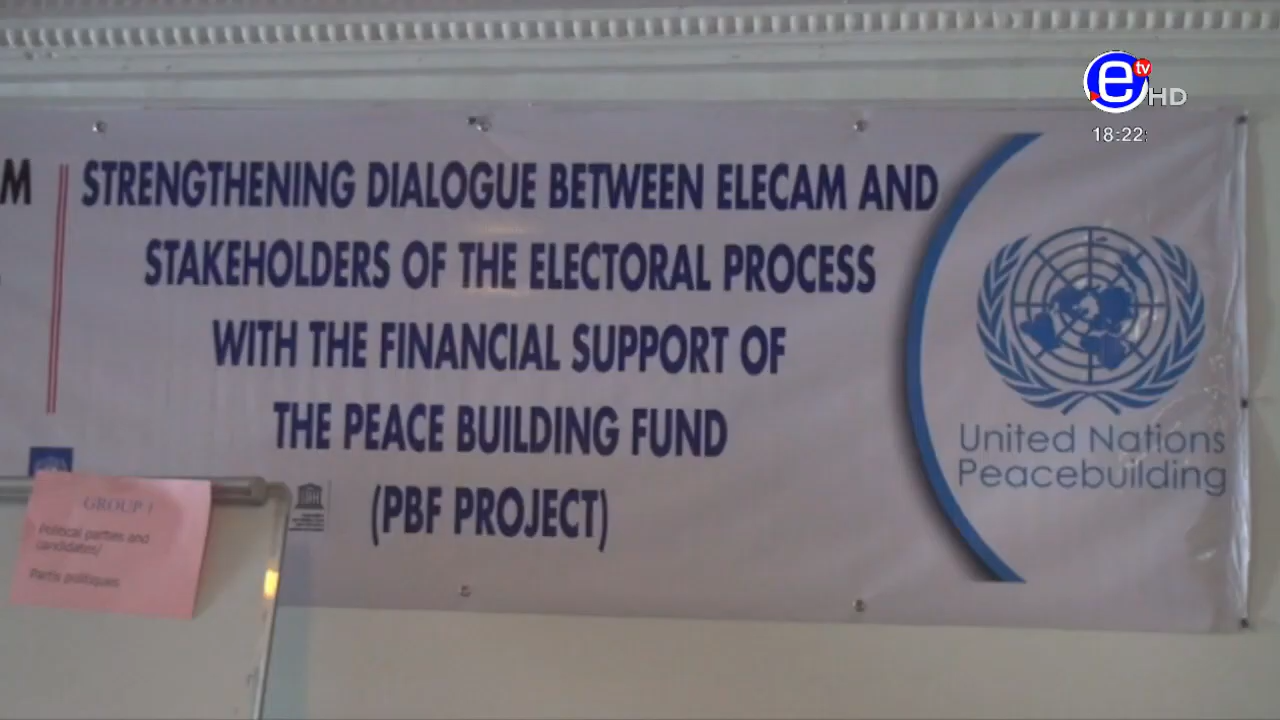 e tv HD
18:22
M
STRENGTHENING DIALOGUE BETWEEN ELECAM AND
STAKEHOLDERS OF THE ELECTORAL PROCESS
WITH THE FINANCIAL SUPPORT OF
THE PEACE BUILDING FUND
(PBF PROJECT)
United Nations
Peacebuilding
GROUP 1
Political parties and
candidates/
Partis politiques